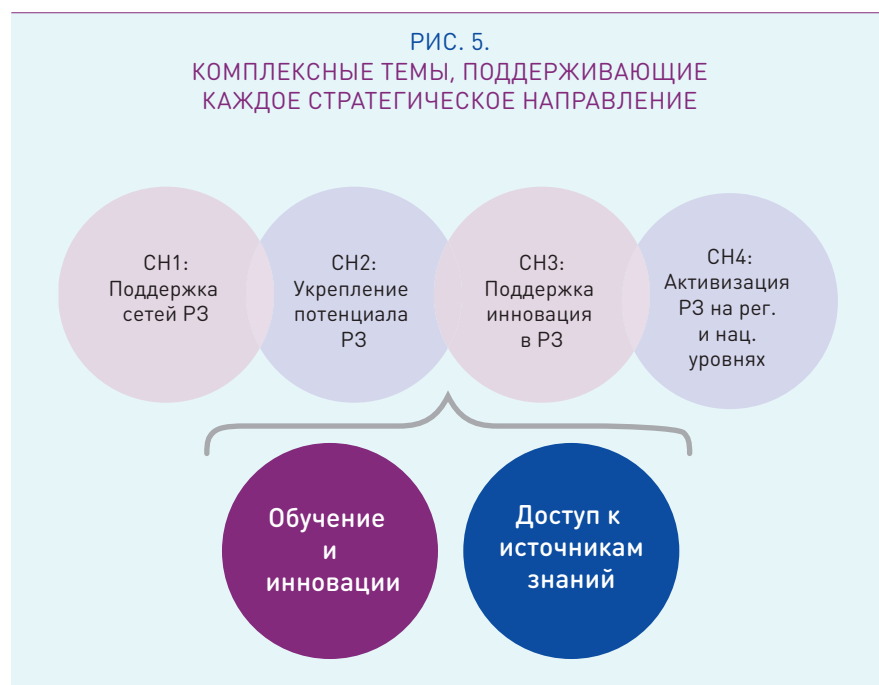 РИС. 5.
КОМПЛЕКСНЫЕ ТЕМЫ, ПОДДЕРЖИВАЮЩИЕ
КАЖДОЕ СТРАТЕГИЧЕСКОЕ НАПРАВЛЕНИЕ
СН1:
Поддержка
сетей РЗ
СН2:
Укрепление
потенциала
РЗ
СН3:
Поддержка
инновация
в РЗ
СН4:
Активизация
РЗ на рег.
и нац.
уровнях
Обучение
и
инновации
Доступ к
источникам
знаний